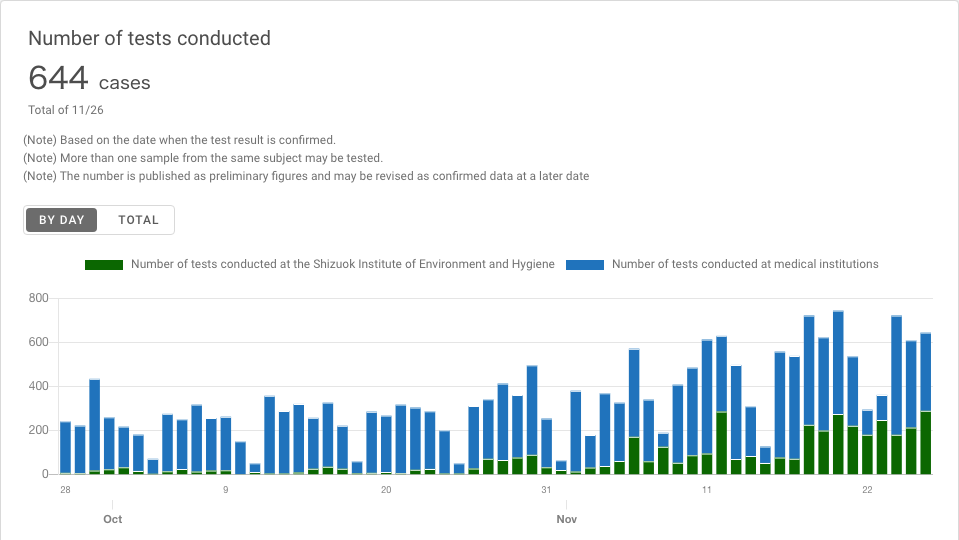 Number of tests conducted
644 cases
Total of 11/26
(Note) Based on the date when the test result is confirmed.
(Note) More than one sample from the same subject may be tested.
(Note) The number is published as preliminary figures and may be revised as confirmed data at a later date
BY DAY TOTAL
Number of tests conducted at the Shizuok Institute of Environment and Hygiene Number of tests conducted at medical institutions
800
600
400
200
0
28 9 20 31 11 22
Oct Nov